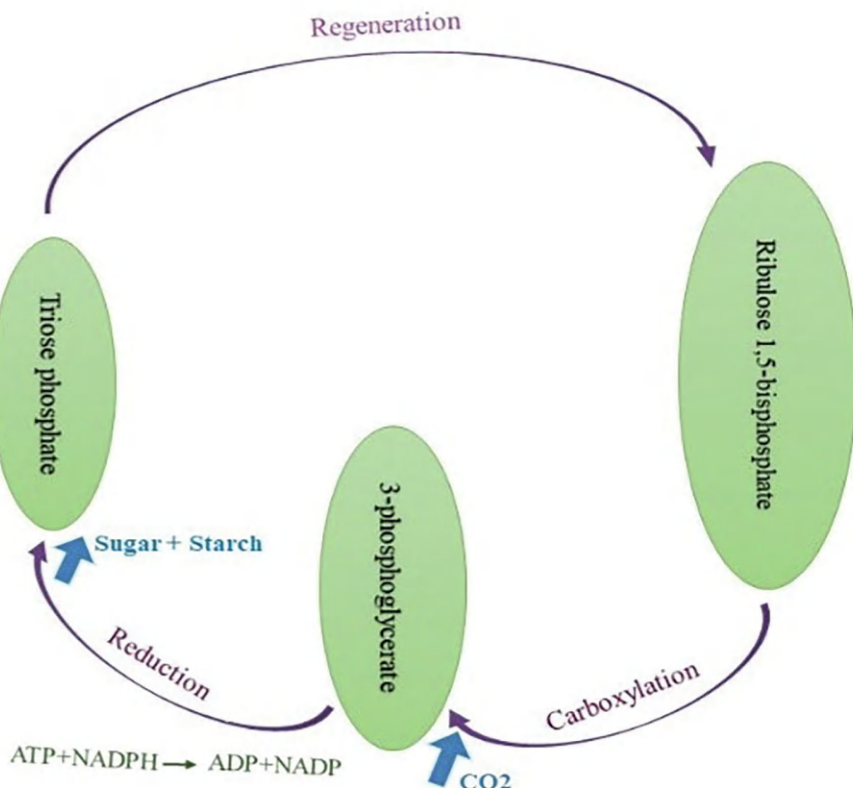 Regeneration
Ribulose 1,5-bisphosphate
Triose phosphate
3-phosphoglycerate
Sugar + Starch
Reduction
Carboxylation
ATP+NADPH → ADP+NADP
CO2